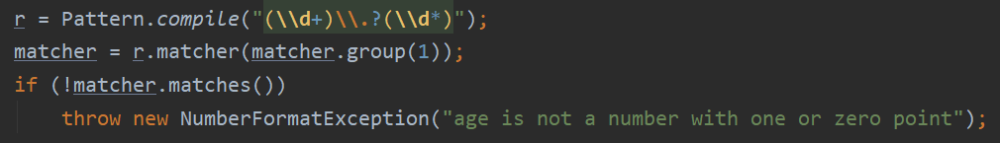 r = Pattern.compile("(\\d+)\\.?(\\d*)");
matcher = r.matcher(matcher.group(1));
if (!matcher.matches())
    throw new NumberFormatException("age is not a number with one or zero point");